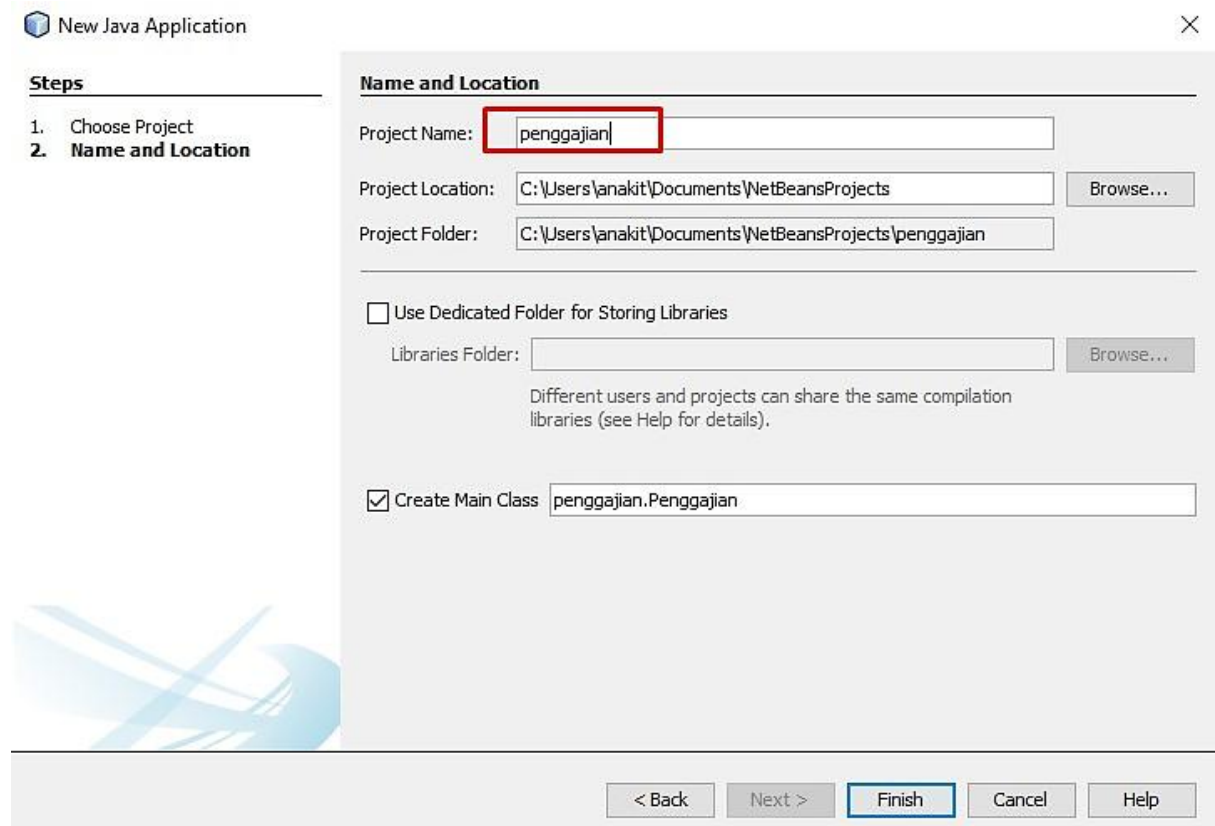 New Java Application
Steps
1. Choose Project
2. Name and Location
Name and Location
Project Name: penggajian
Project Location: C:\Users\anakit\Documents\NetBeansProjects Browse...
Project Folder: C:\Users\anakit\Documents\NetBeansProjects\penggajian
Use Dedicated Folder for Storing Libraries
Libraries Folder: Browse...
Different users and projects can share the same compilation
libraries (see Help for details).
Create Main Class penggajian.Penggajian
< Back Next > Finish Cancel Help